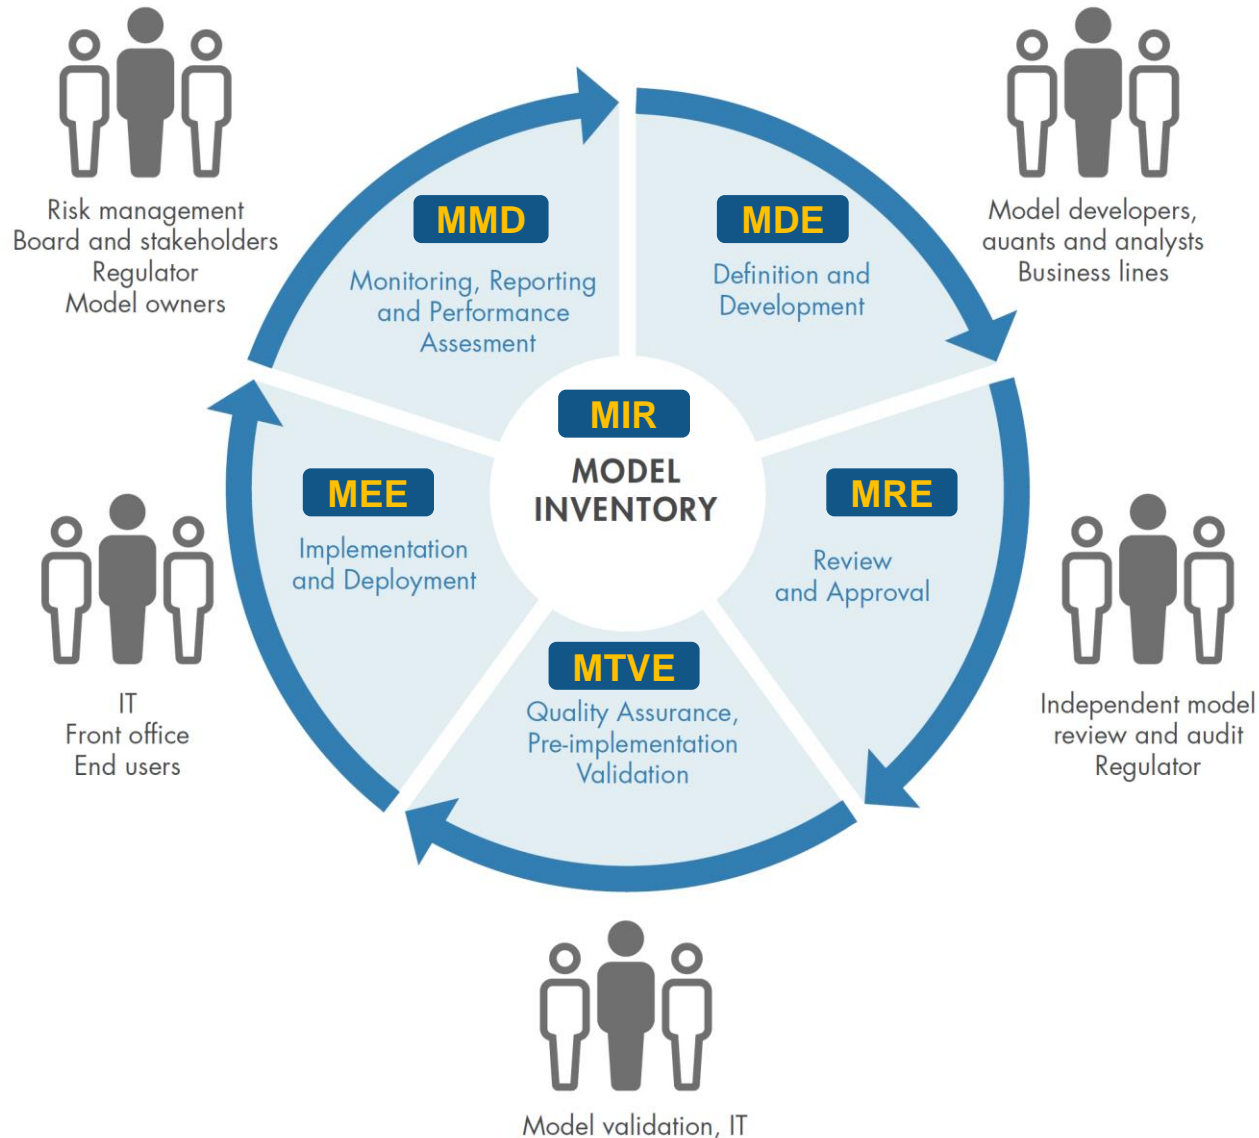 Risk management
Board and stakeholders
Regulator
Model owners
MMD
Monitoring, Reporting
and Performance
Assesment
MDE
Definition and
Development
Model developers,
auants and analysts
Business lines
MIR
MODEL
INVENTORY
MEE
Implementation
and Deployment
MRE
Review
and Approval
IT
Front office
End users
MTVE
Quality Assurance,
Pre-implementation
Validation
Independent model
review and audit
Regulator
Model validation, IT